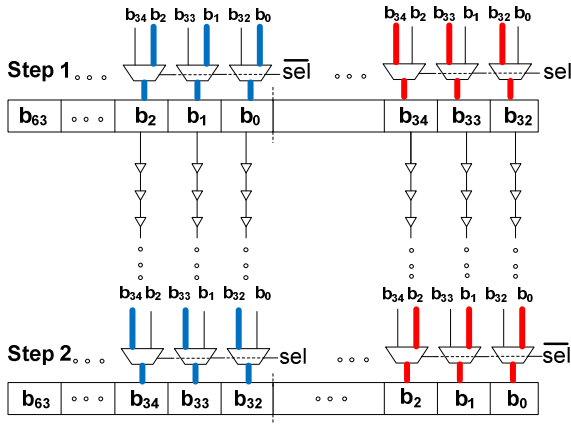 b34 b2 b33 b1 b32 b0 b34 b2 b33 b1 b32 b0
Step 1 sel sel
b63 b2 b1 b0 b34 b33 b32
b34 b2 b33 b1 b32 b0 b34 b2 b33 b1 b32 b0
Step 2 sel sel
b63 b34 b33 b32 b2 b1 b0